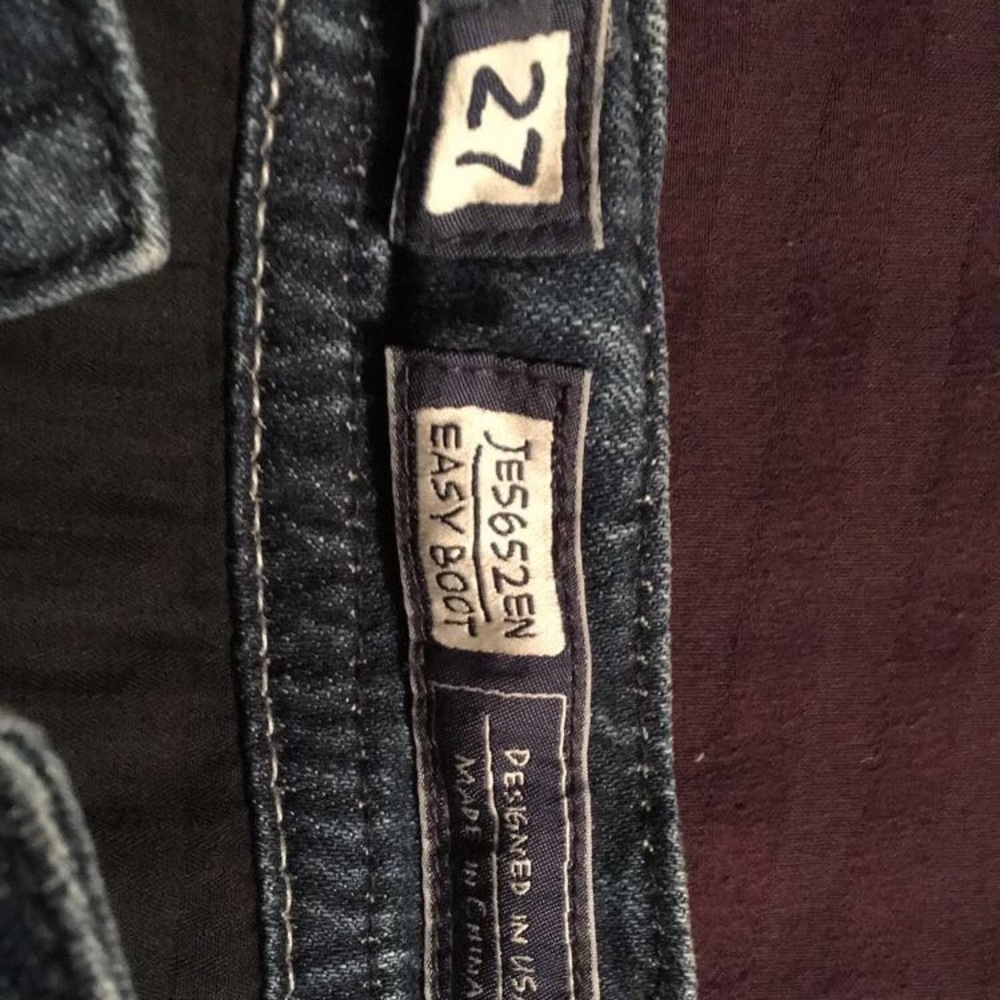 27
JES652EN
EASY BOOT
DESIGNED IN USA
MADE IN CHINA